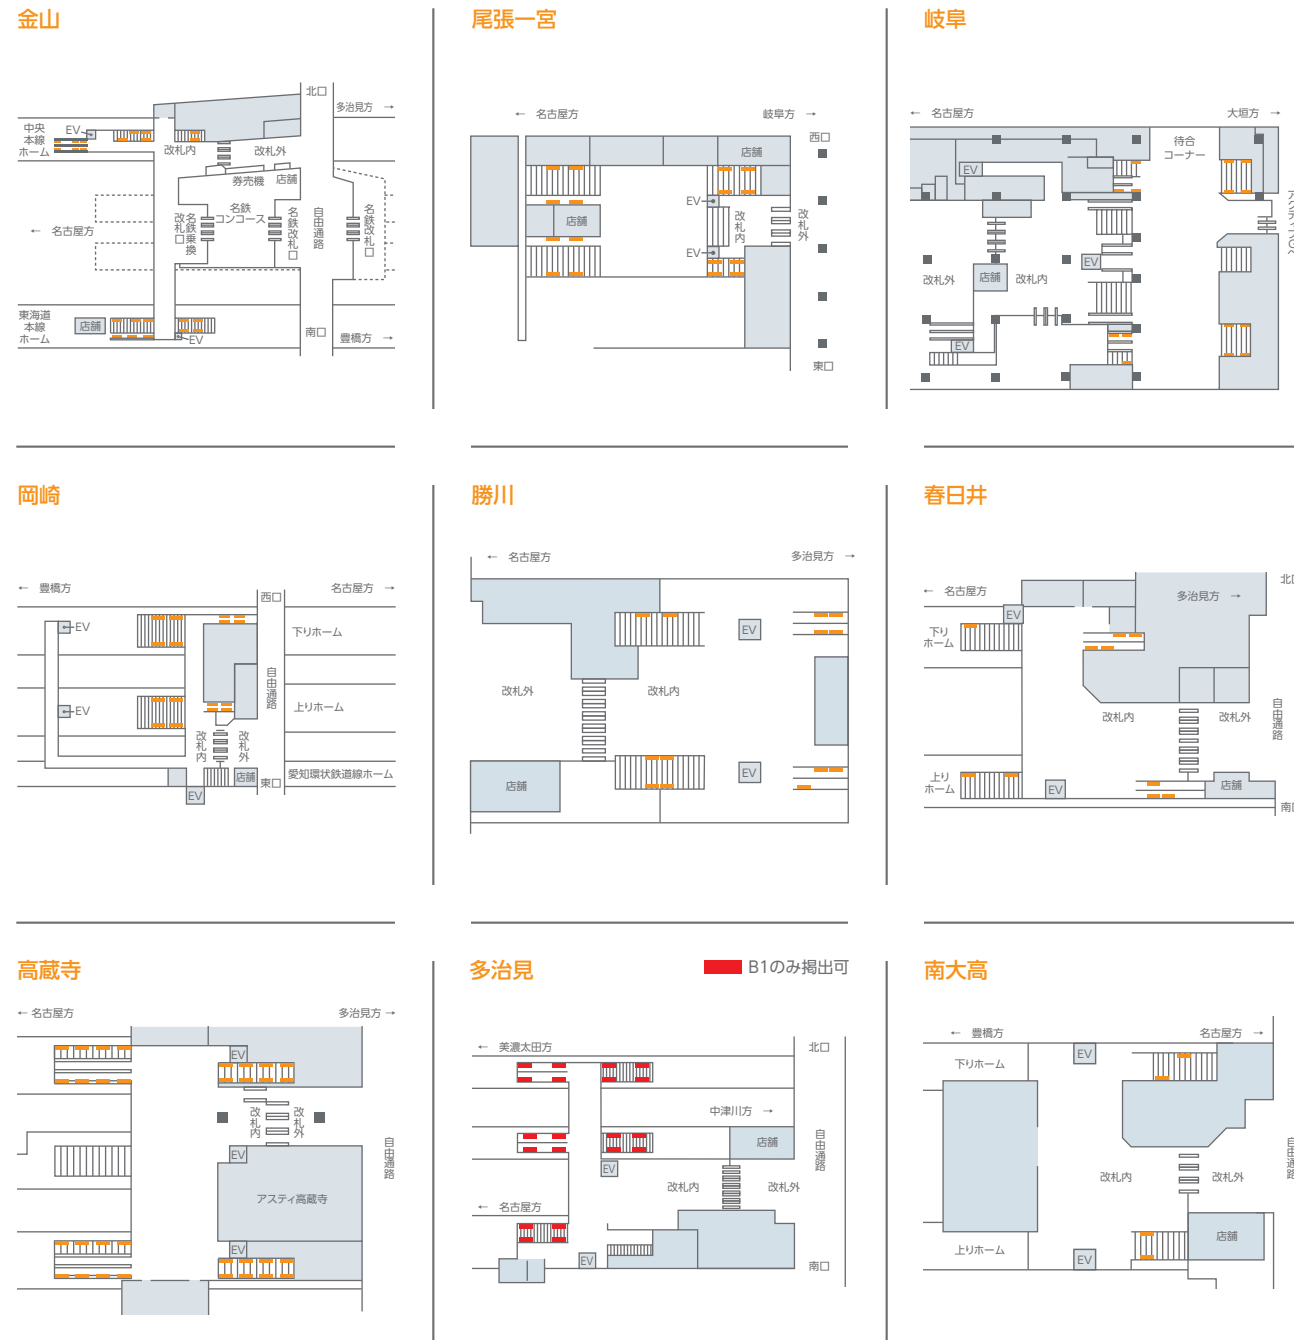 金山
北口
多治見方 →
中央
本線
ホーム
EV
改札内
改札外
券売機
店舗
名鉄
コンコース
名鉄乗換
改札口
名鉄改札口
自由通路
名鉄改札口
← 名古屋方
東海道
本線
ホーム
店舗
EV
南口
豊橋方 →
尾張一宮
← 名古屋方
岐阜方 →
西口
店舗
EV
店舗
改札内
改札外
EV
東口
岐阜
← 名古屋方
大垣方 →
待合
コーナー
EV
EV
改札外
店舗
改札内
EV
岡崎
← 豊橋方
名古屋方 →
西口
EV
下りホーム
自由通路
EV
上りホーム
改札内
改札外
店舗
東口
愛知環状鉄道線ホーム
EV
勝川
← 名古屋方
多治見方 →
EV
改札外
改札内
店舗
EV
春日井
北口
← 名古屋方
多治見方 →
EV
下り
ホーム
改札内
改札外
自由通路
上り
ホーム
EV
店舗
南口
高蔵寺
← 名古屋方
多治見方 →
EV
改札内
改札外
自由通路
EV
アスティ高蔵寺
EV
多治見
B1のみ掲出可
← 美濃太田方
北口
中津川方 →
店舗
自由通路
EV
改札内
改札外
← 名古屋方
EV
南口
南大高
← 豊橋方
名古屋方 →
下りホーム
EV
自由通路
改札内
改札外
店舗
上りホーム
EV